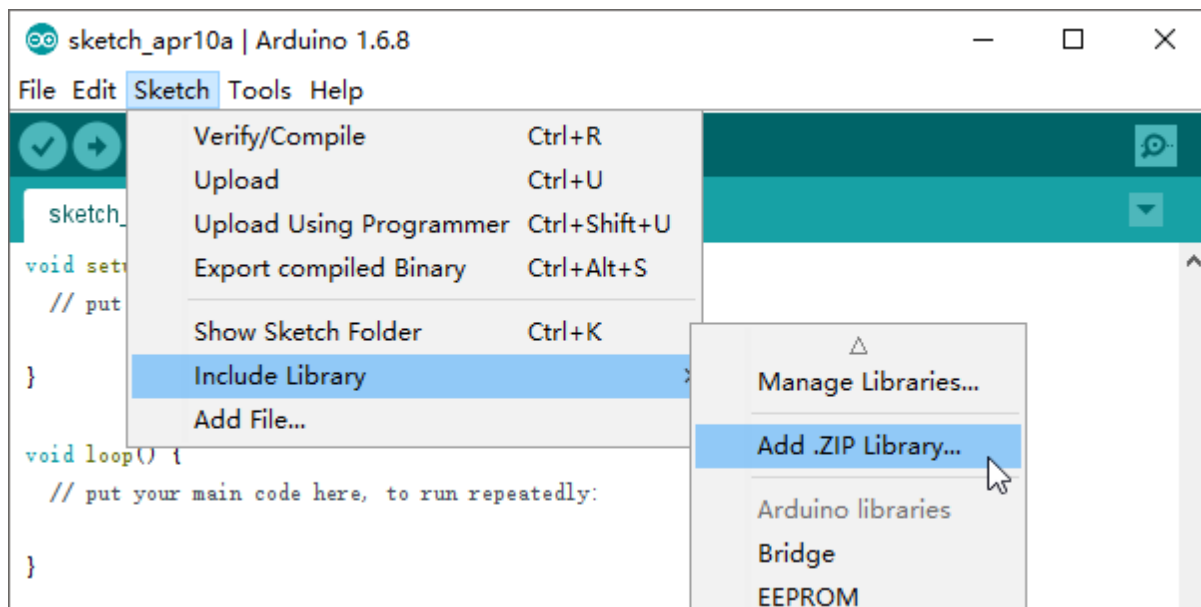 sketch_apr10a | Arduino 1.6.8
File Edit Sketch Tools Help
Verify/Compile Ctrl+R
Upload Ctrl+U
Upload Using Programmer Ctrl+Shift+U
Export compiled Binary Ctrl+Alt+S
Show Sketch Folder Ctrl+K
Include Library
Add File...
Manage Libraries...
Add .ZIP Library...
Arduino libraries
Bridge
EEPROM
sketch_
void setu
// put
}
void loop() {
// put your main code here, to run repeatedly:
}